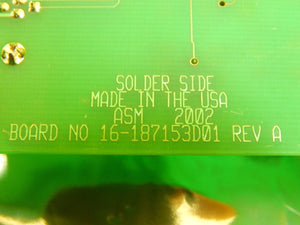 SOLDER SIDE
MADE IN THE USA
ASM 2002
BOARD NO 16-187153D01 REV A